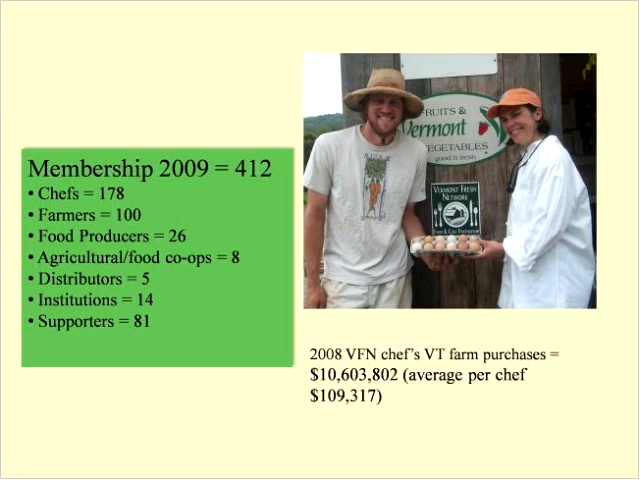 Membership 2009 = 412
• Chefs = 178
• Farmers = 100
• Food Producers = 26
• Agricultural/food co-ops = 8
• Distributors = 5
• Institutions = 14
• Supporters = 81
FRUITS &
Vermont
VEGETABLES
good n fresh
VERMONT FRESH
NETWORK
2008 VFN chef's VT farm purchases =
$10,603,802 (average per chef
$109,317)